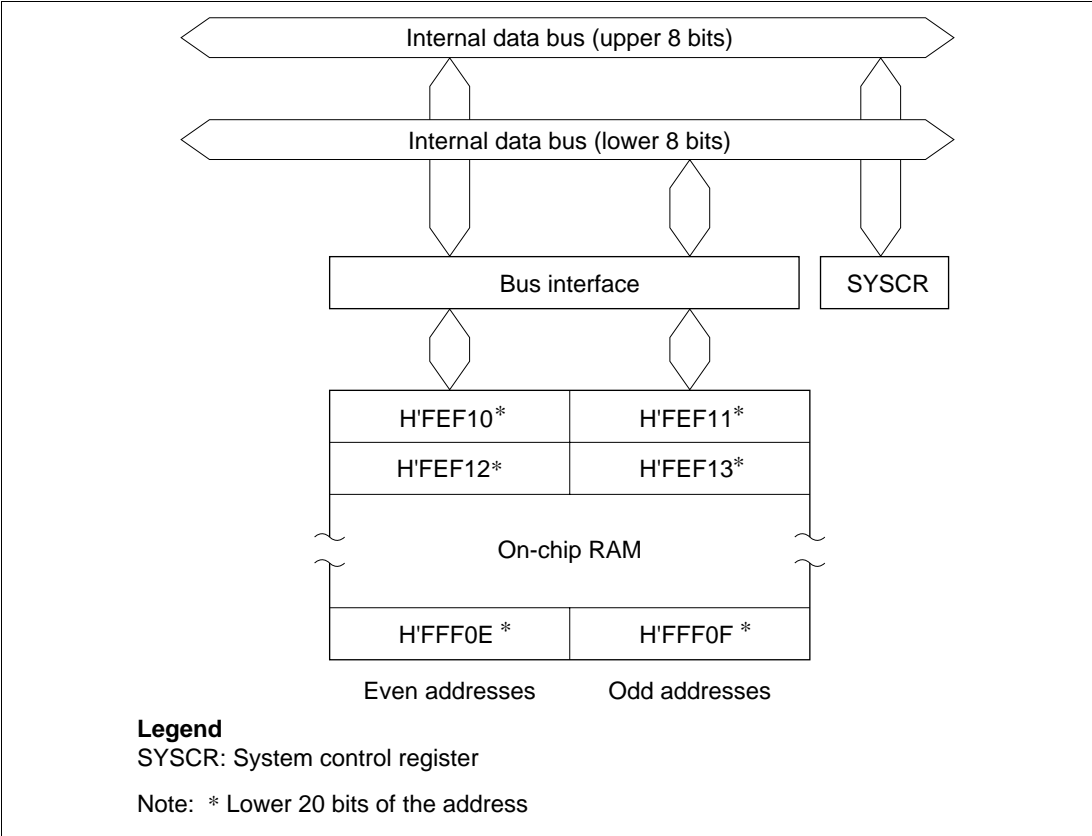 Internal data bus (upper 8 bits)
Internal data bus (lower 8 bits)
Bus interface
SYSCR
H'FEF10*
H'FEF11*
H'FEF12*
H'FEF13*
On-chip RAM
H'FFF0E *
H'FFF0F *
Even addresses
Odd addresses
Legend
SYSCR: System control register
Note: * Lower 20 bits of the address